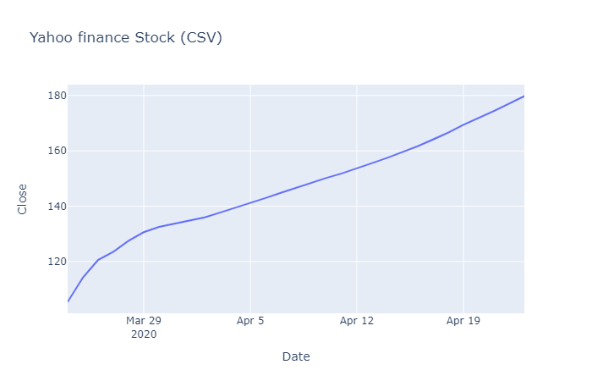 Yahoo finance Stock (CSV)
180
160
140
120
Close
Mar 29
2020
Apr 5
Apr 12
Apr 19
Date